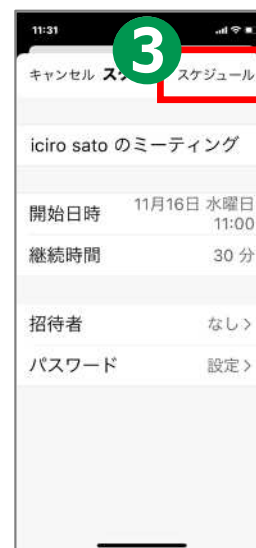 11:31
3
キャンセル ス スケジュール
iciro sato のミーティング
開始日時 11月16日 水曜日
11:00
継続時間 30 分
招待者 なし>
パスワード 設定>